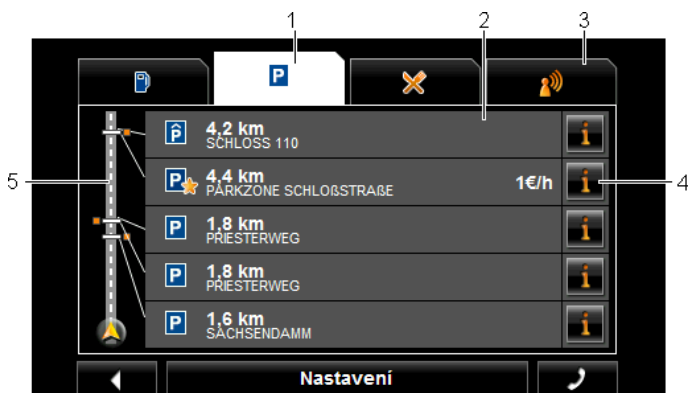 1 2 3
P
P 4,2 km
SCHLOSS 110
i
P 4,4 km 1€/h
PARKZONE SCHLOßSTRAßE
i
5 4
P 1,8 km
PRIESTERWEG
i
P 1,8 km
PRIESTERWEG
i
P 1,6 km
SACHSENDAMM
i
Nastavení